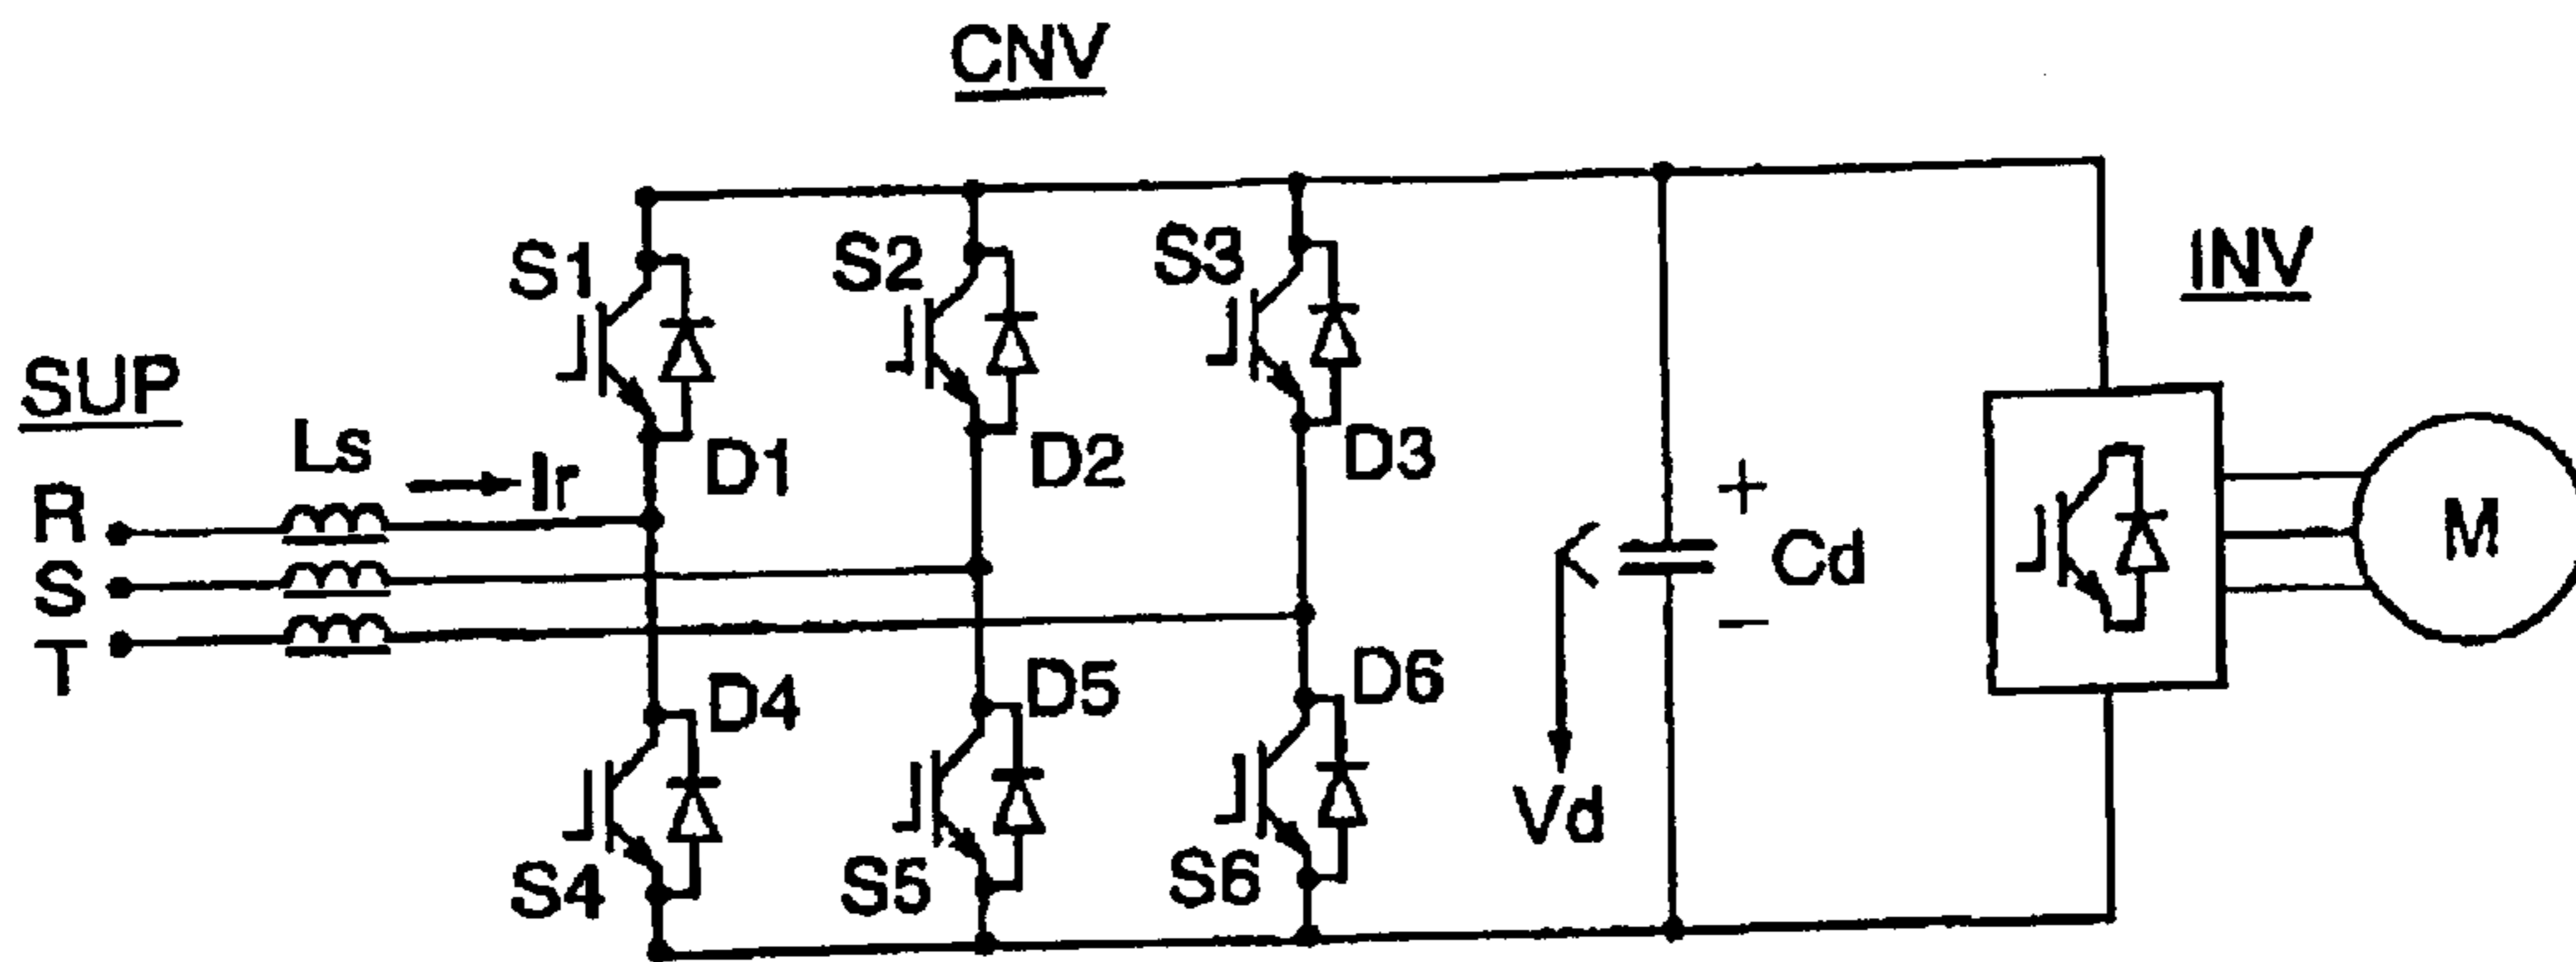 CNV
S1
S2
S3
INV
SUP
Ls
Ir
D1
D2
D3
R
S
T
+
Cd
−
M
D4
D5
D6
Vd
S4
S5
S6